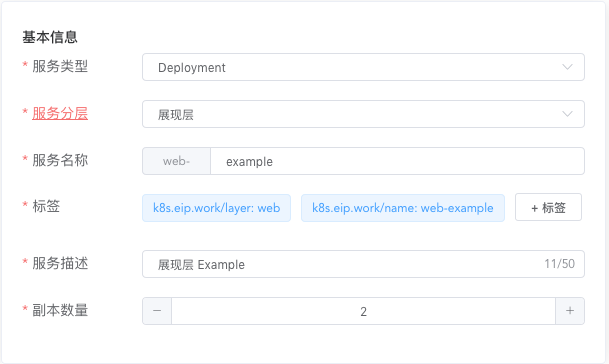 基本信息
* 服务类型 Deployment
* 服务分层 展现层
* 服务名称 web- example
* 标签 k8s.eip.work/layer: web k8s.eip.work/name: web-example + 标签
* 服务描述 展现层 Example 11/50
* 副本数量 − 2 +